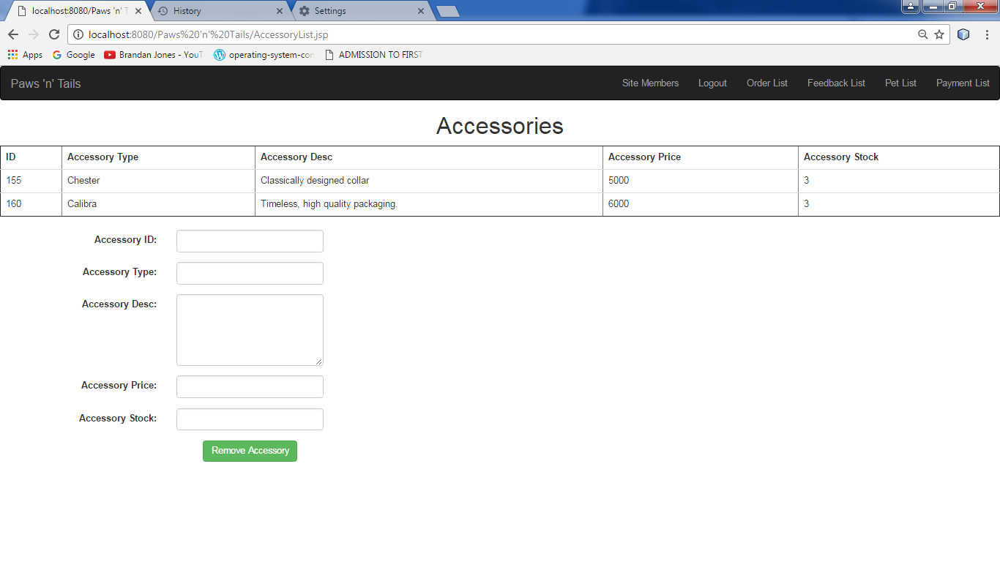 localhost:8080/Paws 'n' T
History
Settings
localhost:8080/Paws%20'n'%20Tails/AccessoryList.jsp
Apps
Google
Brandan Jones - YouT
operating-system-con
ADMISSION TO FIRST
Paws 'n' Tails
Site Members
Logout
Order List
Feedback List
Pet List
Payment List
Accessories
ID Accessory Type Accessory Desc Accessory Price Accessory Stock
155 Chester Classically designed collar 5000 3
160 Calibra Timeless, high quality packaging. 6000 3
Accessory ID:
Accessory Type:
Accessory Desc:
Accessory Price:
Accessory Stock:
Remove Accessory